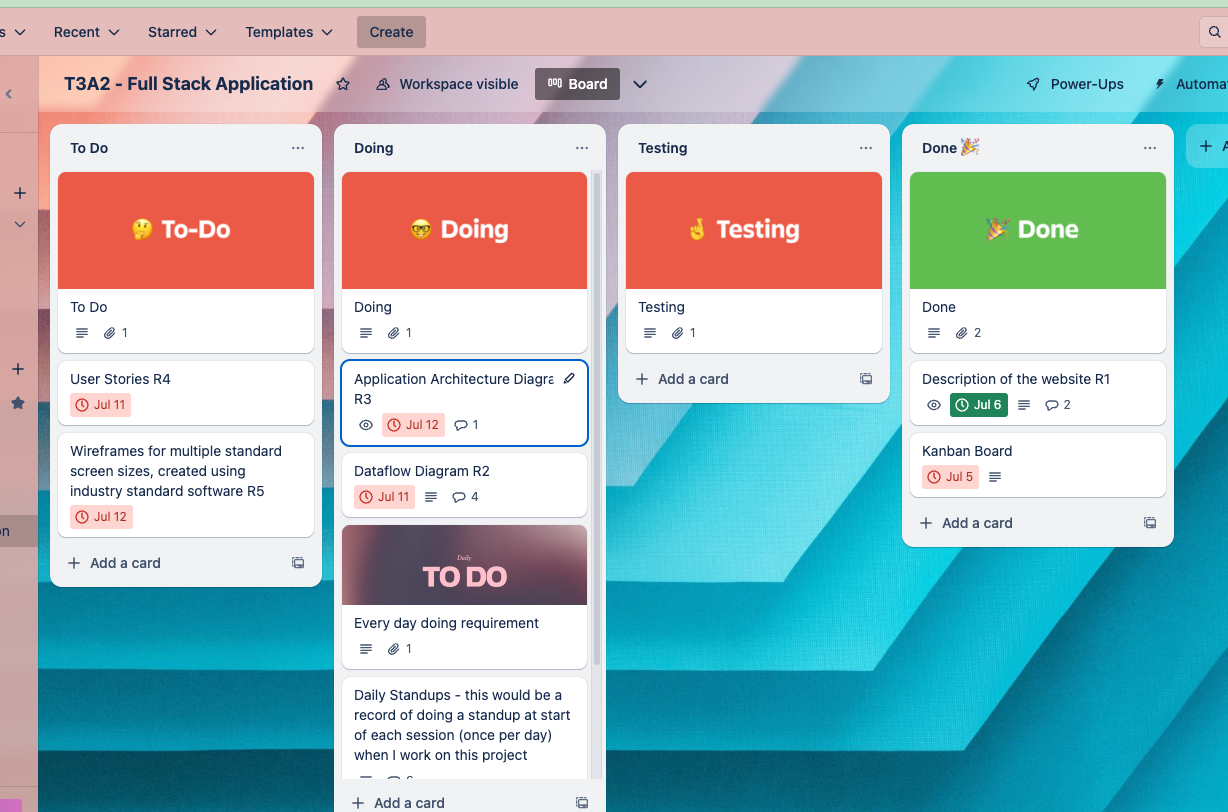 s
Recent
Starred
Templates
Create
T3A2 - Full Stack Application
Workspace visible
Board
Power-Ups
Automa
To Do
🤔 To-Do
To Do
1
User Stories R4
Jul 11
Wireframes for multiple standard
screen sizes, created using
industry standard software R5
Jul 12
+ Add a card
Doing
🤓 Doing
Doing
1
Application Architecture Diagra
R3
Jul 12
1
Dataflow Diagram R2
Jul 11
4
Daily
TO DO
Every day doing requirement
1
Daily Standups - this would be a
record of doing a standup at start
of each session (once per day)
when I work on this project
+ Add a card
Testing
🤞 Testing
Testing
1
+ Add a card
Done 🎉
🎉 Done
Done
2
Description of the website R1
Jul 6
2
Kanban Board
Jul 5
+ Add a card
+ A
on